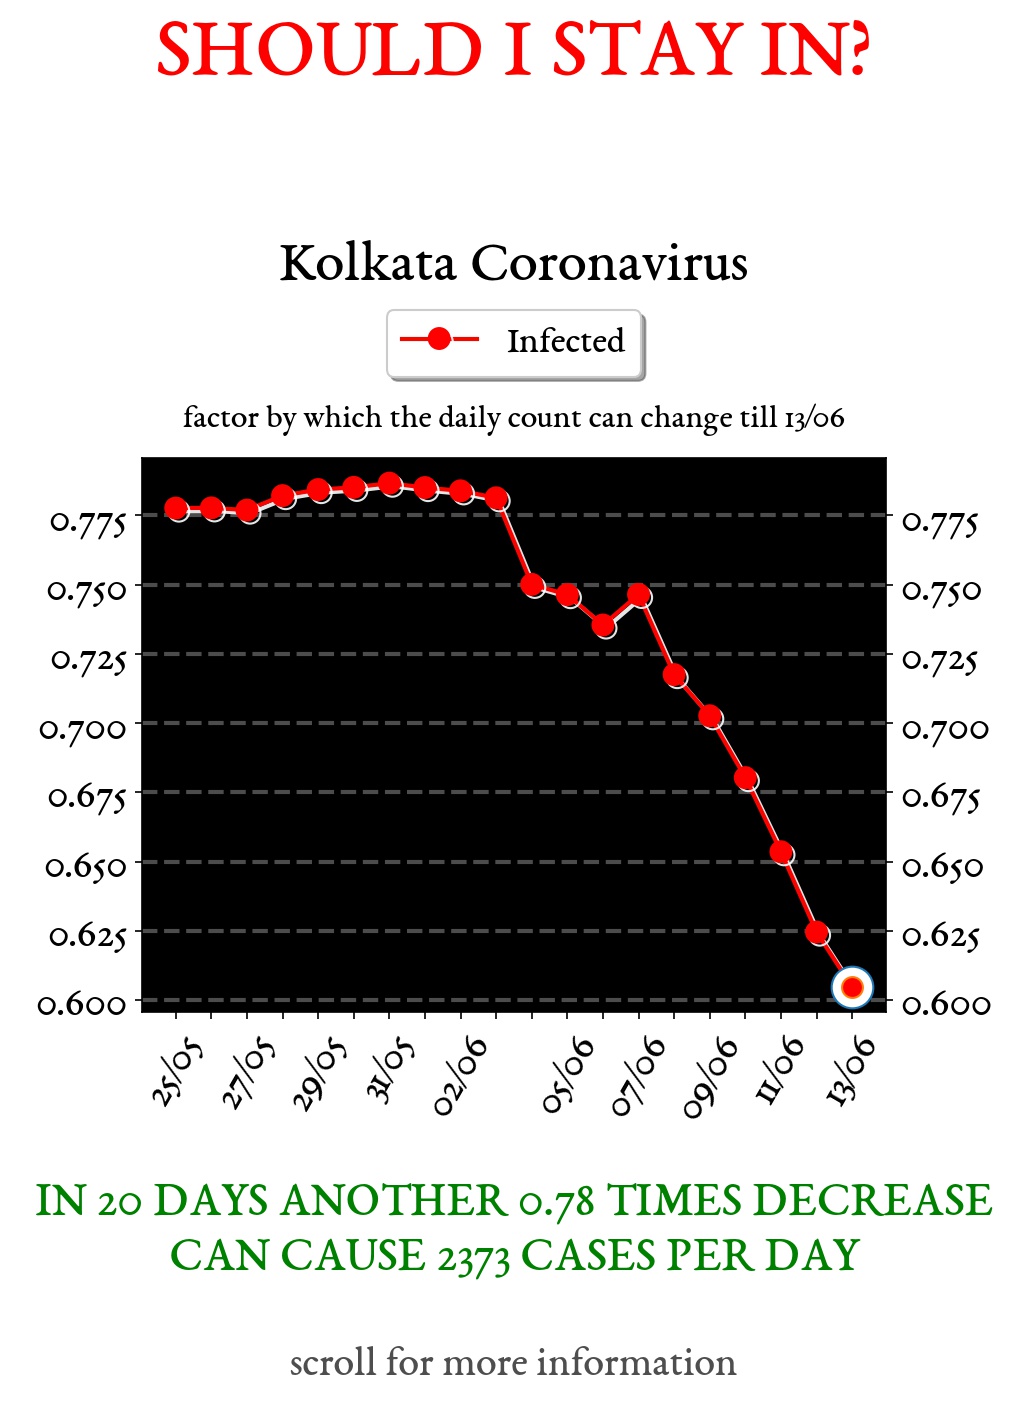 SHOULD I STAY IN?
Kolkata Coronavirus
Infected
factor by which the daily count can change till 13/06
0.775 0.775
0.750 0.750
0.725 0.725
0.700 0.700
0.675 0.675
0.650 0.650
0.625 0.625
0.600 0.600
25/05 27/05 29/05 31/05 02/06 05/06 07/06 09/06 11/06 13/06
IN 20 DAYS ANOTHER 0.78 TIMES DECREASE
CAN CAUSE 2373 CASES PER DAY
scroll for more information